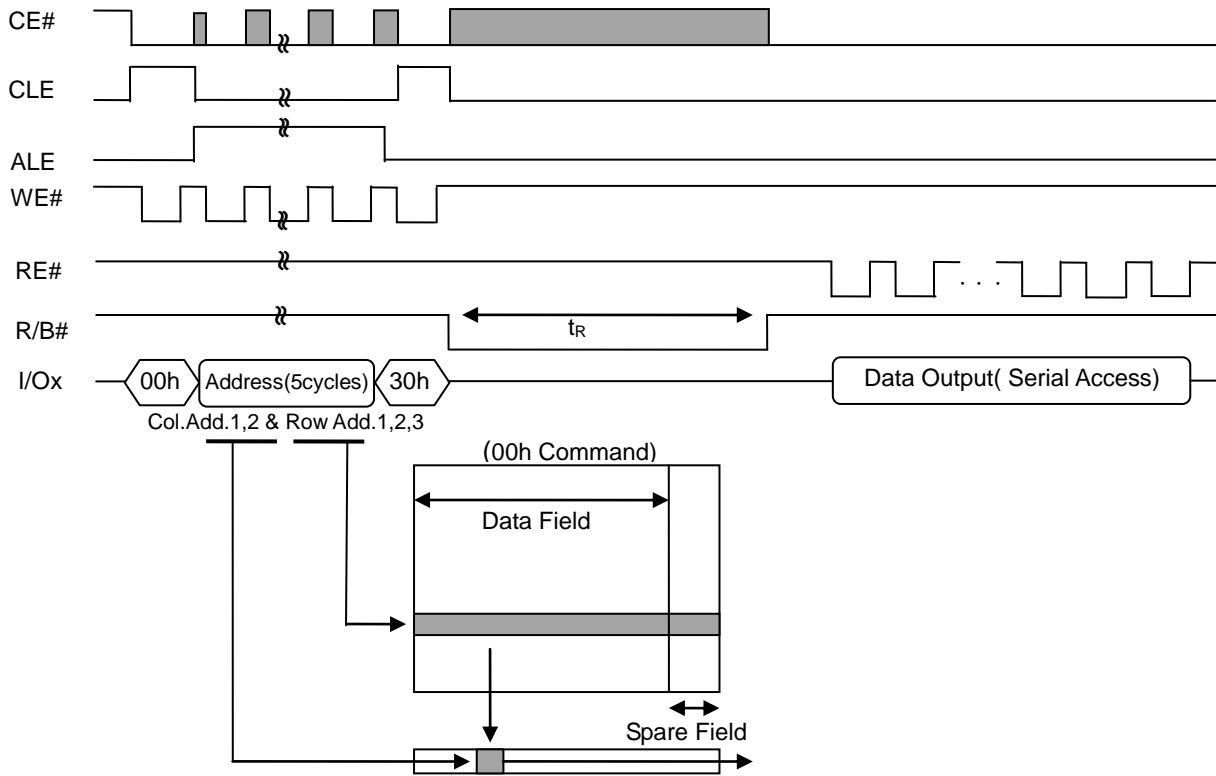 CE#
CLE
ALE
WE#
RE#
. . .
R/B#
tR
I/Ox
00h
Address(5cycles)
30h
Data Output( Serial Access)
Col.Add.1,2 & Row Add.1,2,3
(00h Command)
Data Field
Spare Field